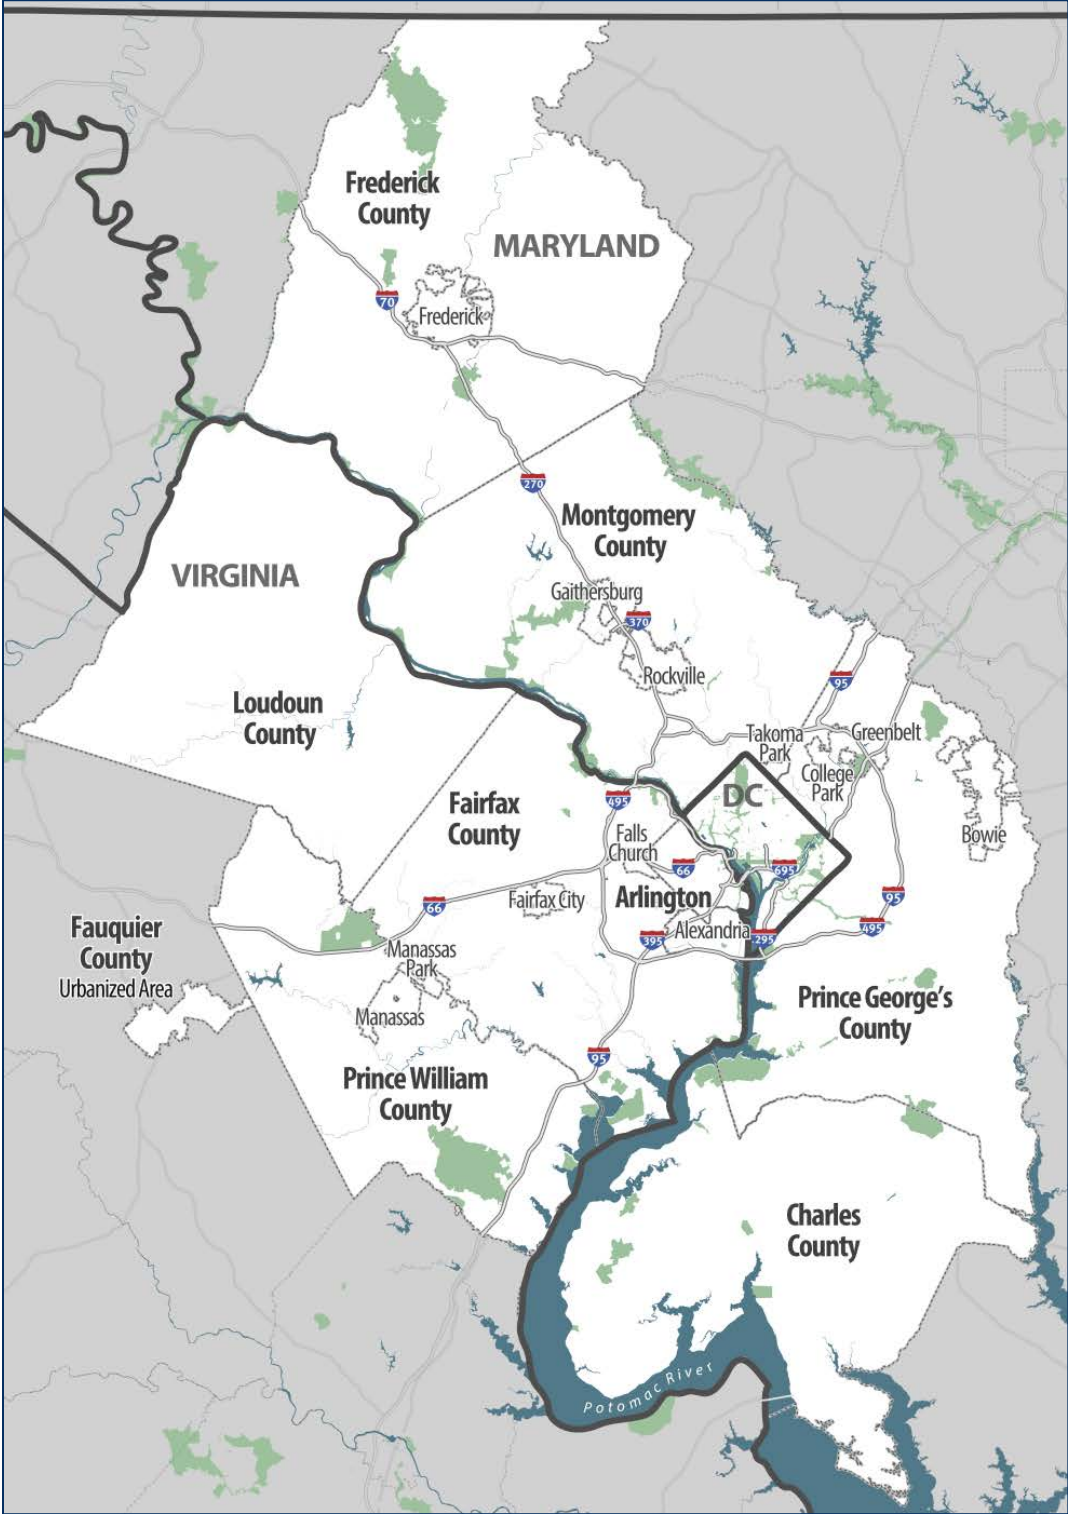 Frederick
County
MARYLAND
70
Frederick
270
Montgomery
County
VIRGINIA
Gaithersburg
370
Rockville
95
Loudoun
County
Takoma
Park
Greenbelt
College
Park
DC
495
Fairfax
County
Falls
Church
Bowie
66
695
Arlington
Fairfax City
66
95
Fauquier
County
Urbanized Area
Alexandria
395
295
495
Manassas
Park
Manassas
Prince George's
County
95
Prince William
County
Charles
County
Potomac River